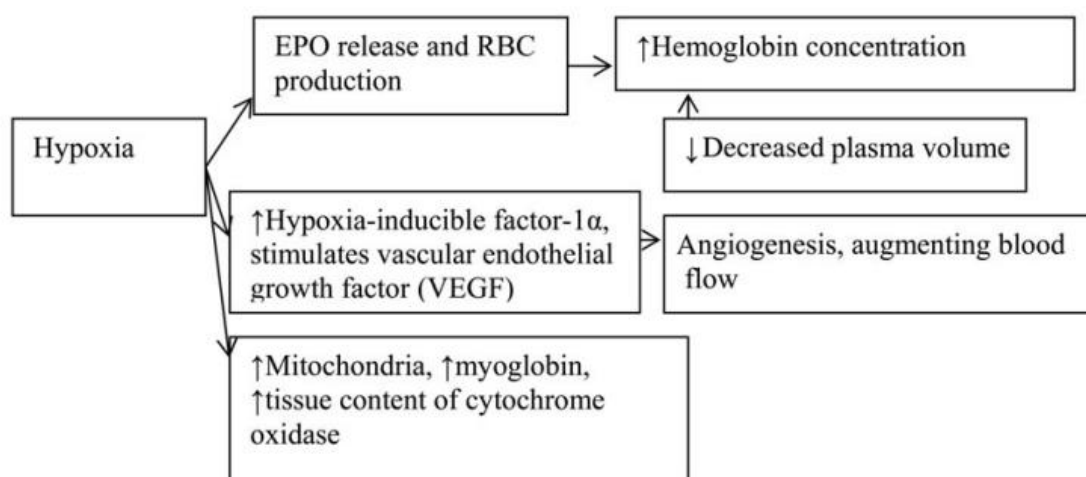 EPO release and RBC
production
↑Hemoglobin concentration
Hypoxia
↓Decreased plasma volume
↑Hypoxia-inducible factor-1α,
stimulates vascular endothelial
growth factor (VEGF)
Angiogenesis, augmenting blood
flow
↑Mitochondria, ↑myoglobin,
↑tissue content of cytochrome
oxidase